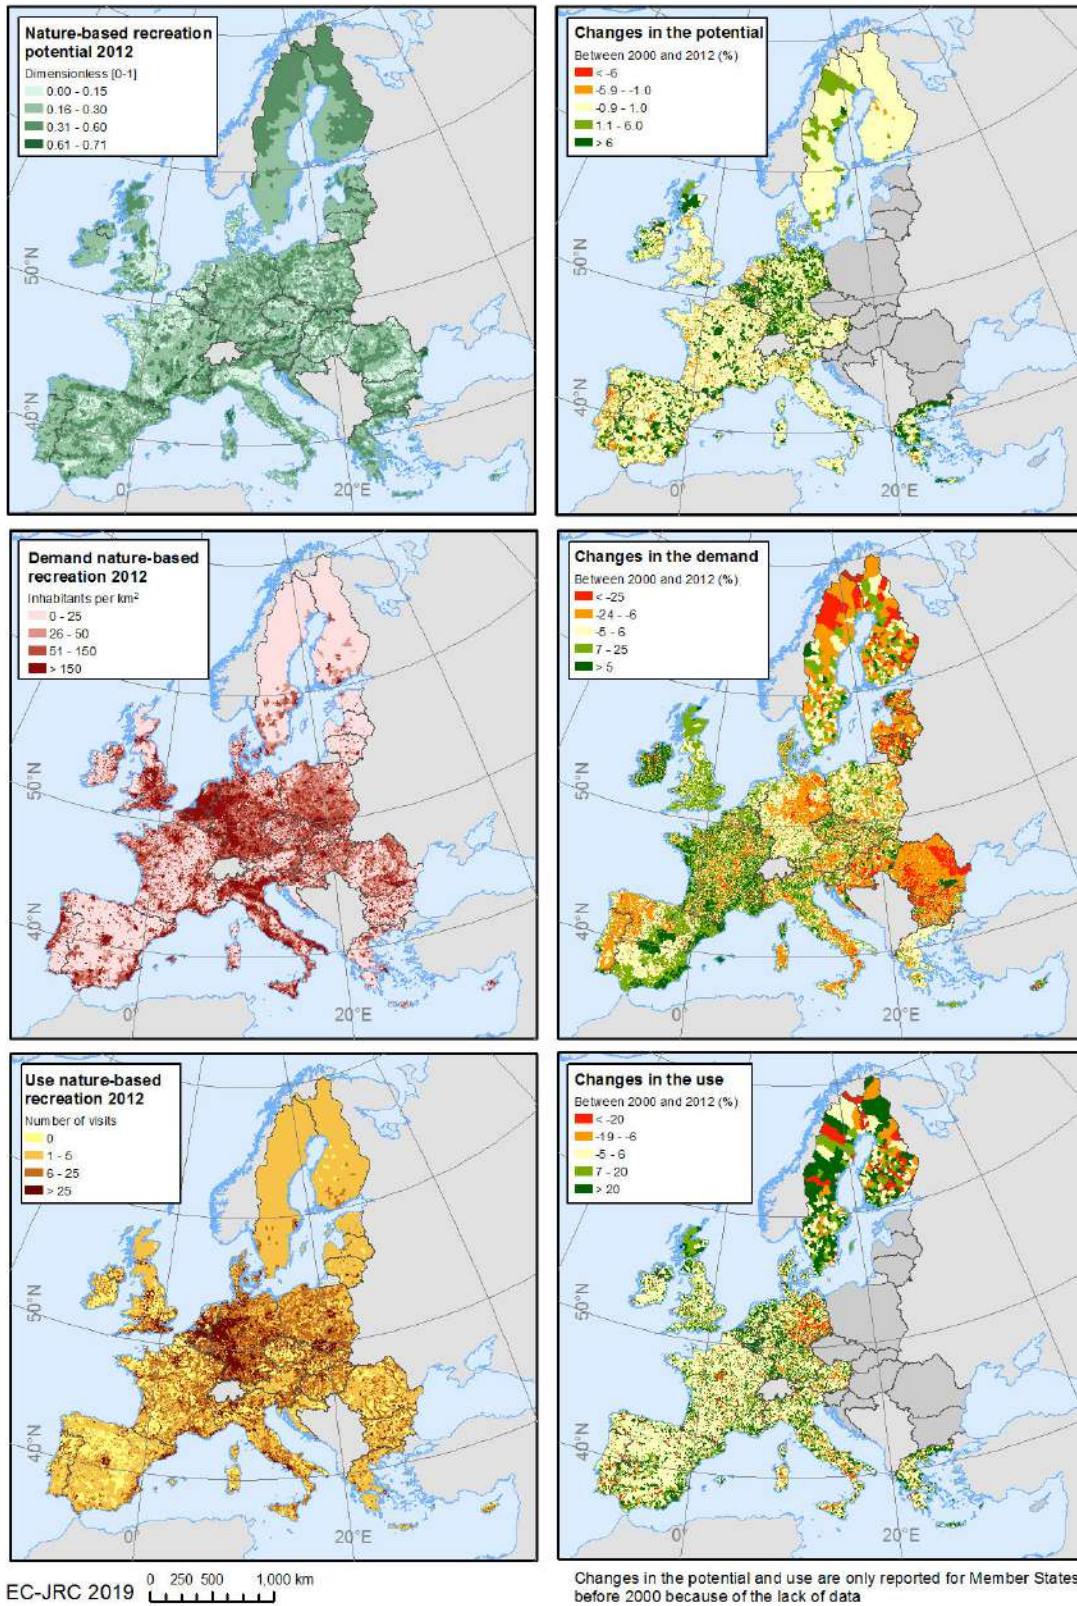 Nature-based recreation
potential 2012
Dimensionless [0-1]
0.00 - 0.15
0.16 - 0.30
0.31 - 0.60
0.61 - 0.71
50°N
40°N
0°
20°E
Changes in the potential
Between 2000 and 2012 (%)
< -6
-5.9 - -1.0
-0.9 - 1.0
1.1 - 6.0
> 6
50°N
40°N
0°
20°E
Demand nature-based
recreation 2012
Inhabitants per km²
0 - 25
26 - 50
51 - 150
> 150
50°N
40°N
0°
20°E
Changes in the demand
Between 2000 and 2012 (%)
< -25
-24 - -6
-5 - 6
7 - 25
> 5
50°N
40°N
0°
20°E
Use nature-based
recreation 2012
Number of visits
0
1 - 5
6 - 25
> 25
50°N
40°N
0°
20°E
Changes in the use
Between 2000 and 2012 (%)
< -20
-19 - -6
-5 - 6
7 - 20
> 20
50°N
40°N
0°
20°E
EC-JRC 2019
0 250 500 1,000 km
Changes in the potential and use are only reported for Member States
before 2000 because of the lack of data